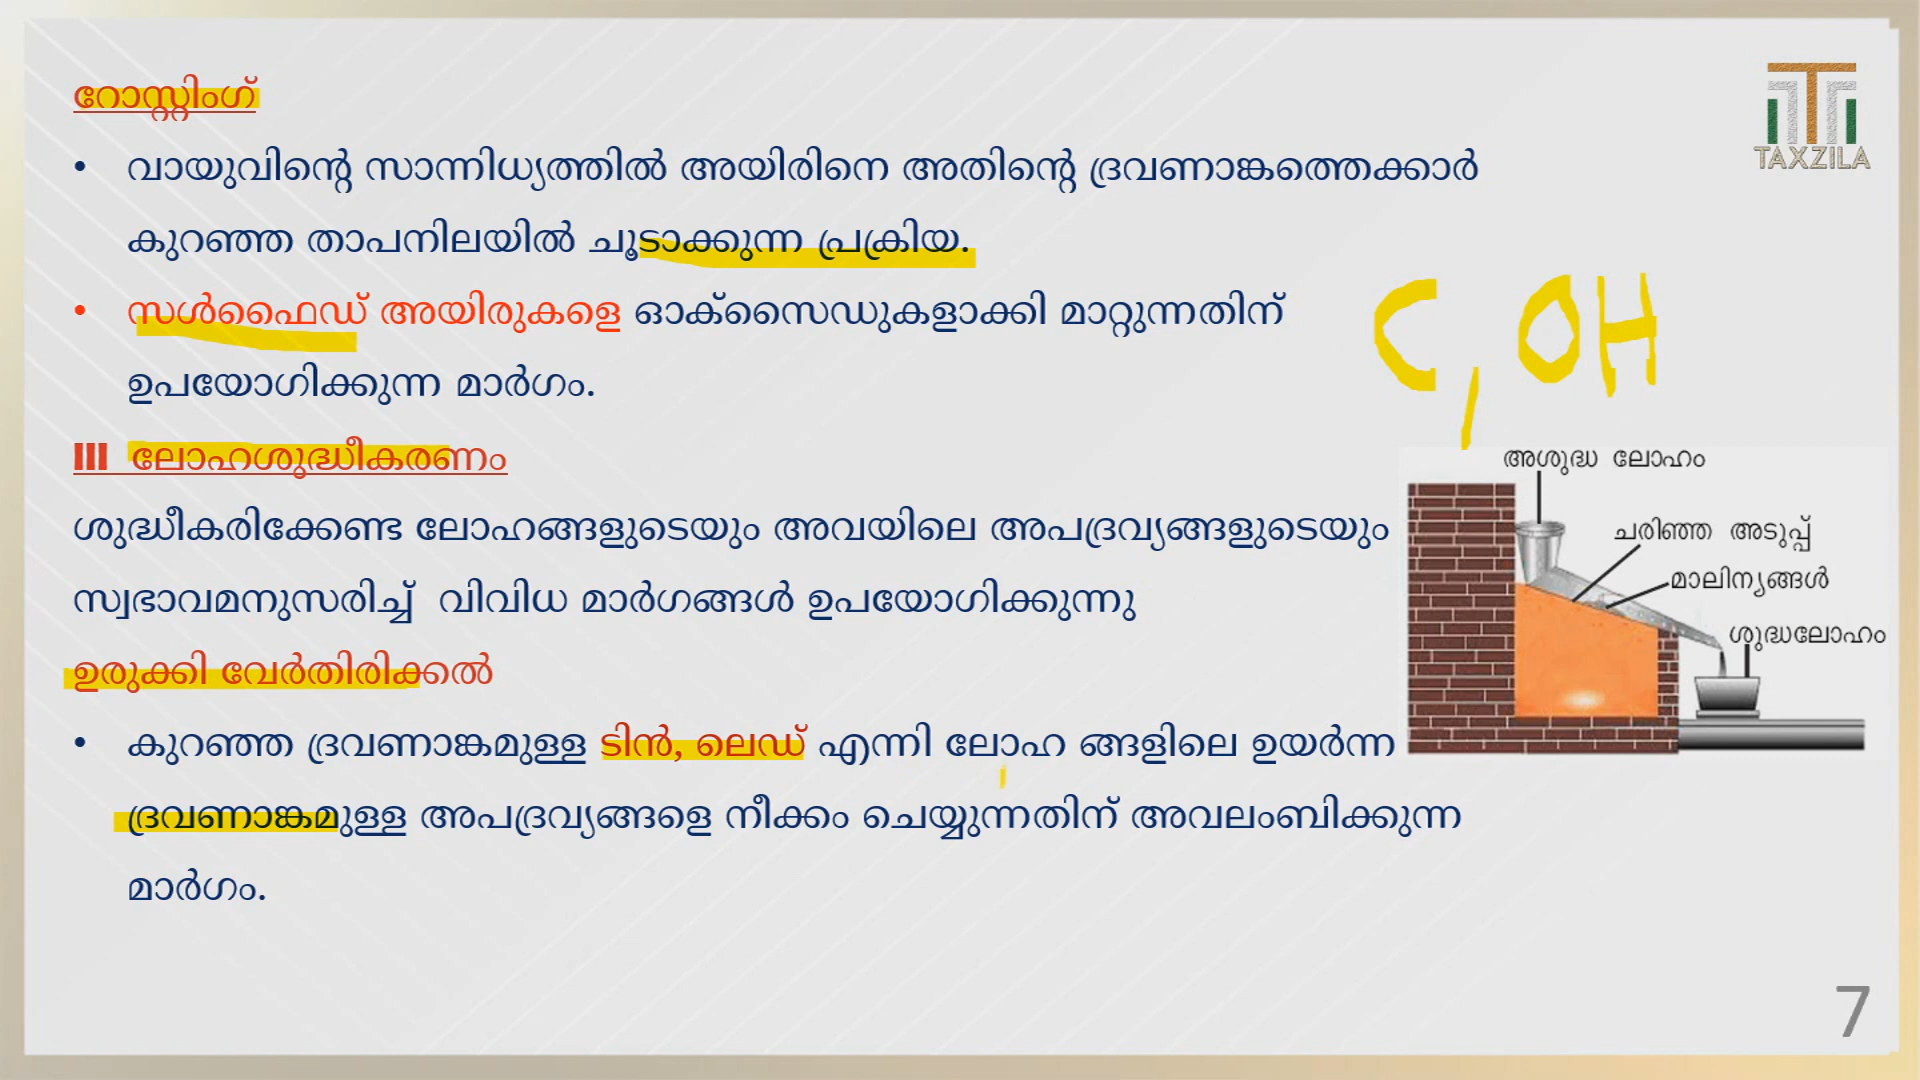 റോസ്റ്റിംഗ്
TAXZILA
• വായുവിന്റെ സാന്നിധ്യത്തിൽ അയിരിനെ അതിന്റെ ദ്രവണാങ്കത്തെക്കാർ
കുറഞ്ഞ താപനിലയിൽ ചൂടാക്കുന്ന പ്രക്രിയ.
• സൾഫൈഡ് അയിരുകളെ ഓക്സൈഡുകളാക്കി മാറ്റുന്നതിന്
ഉപയോഗിക്കുന്ന മാർഗം.
C, OH
III ലോഹശുദ്ധീകരണം
ശുദ്ധീകരിക്കേണ്ട ലോഹങ്ങളുടെയും അവയിലെ അപദ്രവ്യങ്ങളുടെയും
സ്വഭാവമനുസരിച്ച് വിവിധ മാർഗങ്ങൾ ഉപയോഗിക്കുന്നു
ഉരുക്കി വേർതിരിക്കൽ
• കുറഞ്ഞ ദ്രവണാങ്കമുള്ള ടിൻ, ലെഡ് എന്നി ലോഹ ങ്ങളിലെ ഉയർന്ന
ദ്രവണാങ്കമുള്ള അപദ്രവ്യങ്ങളെ നീക്കം ചെയ്യുന്നതിന് അവലംബിക്കുന്ന
മാർഗം.
അശുദ്ധ ലോഹം
ചരിഞ്ഞ അടുപ്പ്
മാലിന്യങ്ങൾ
ശുദ്ധലോഹം
7